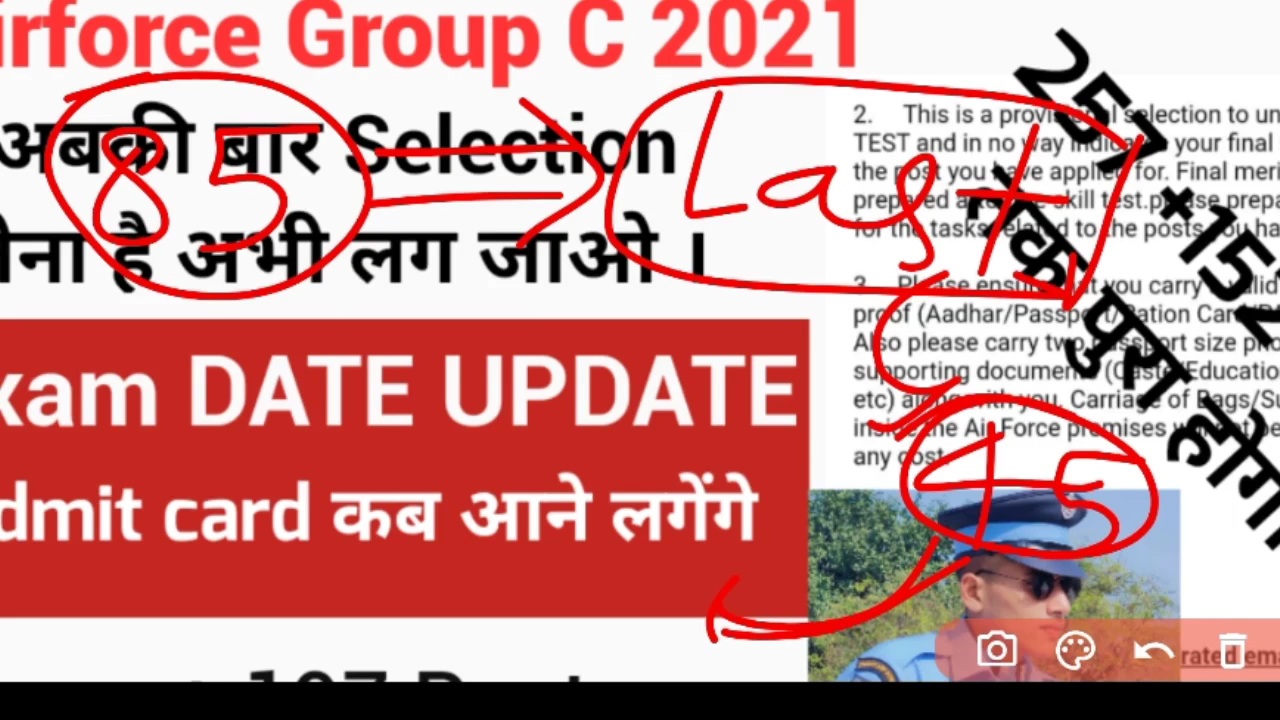 irforce Group C 2021
अबकी बार Selection
है अभी लग जाओ ।
85
Last
45
xam DATE UPDATE
dmit card कब आने लगेंगे
257
+152
तक पुरा होगा
2. This is a provisional selection to un
TEST and in no way indicates your final
the post you have applied for. Final meri
prepared after the skill test.please prepa
for the tasks related to the posts you ha
3. Please ensure that you carry a valid
proof (Aadhar/Passport/Ration Card
Also please carry two passport size pho
supporting documents (Caste/Educatio
etc) along with you. Carriage of Bags/Su
inside the Air Force premises will not be
any cost.
rated ema